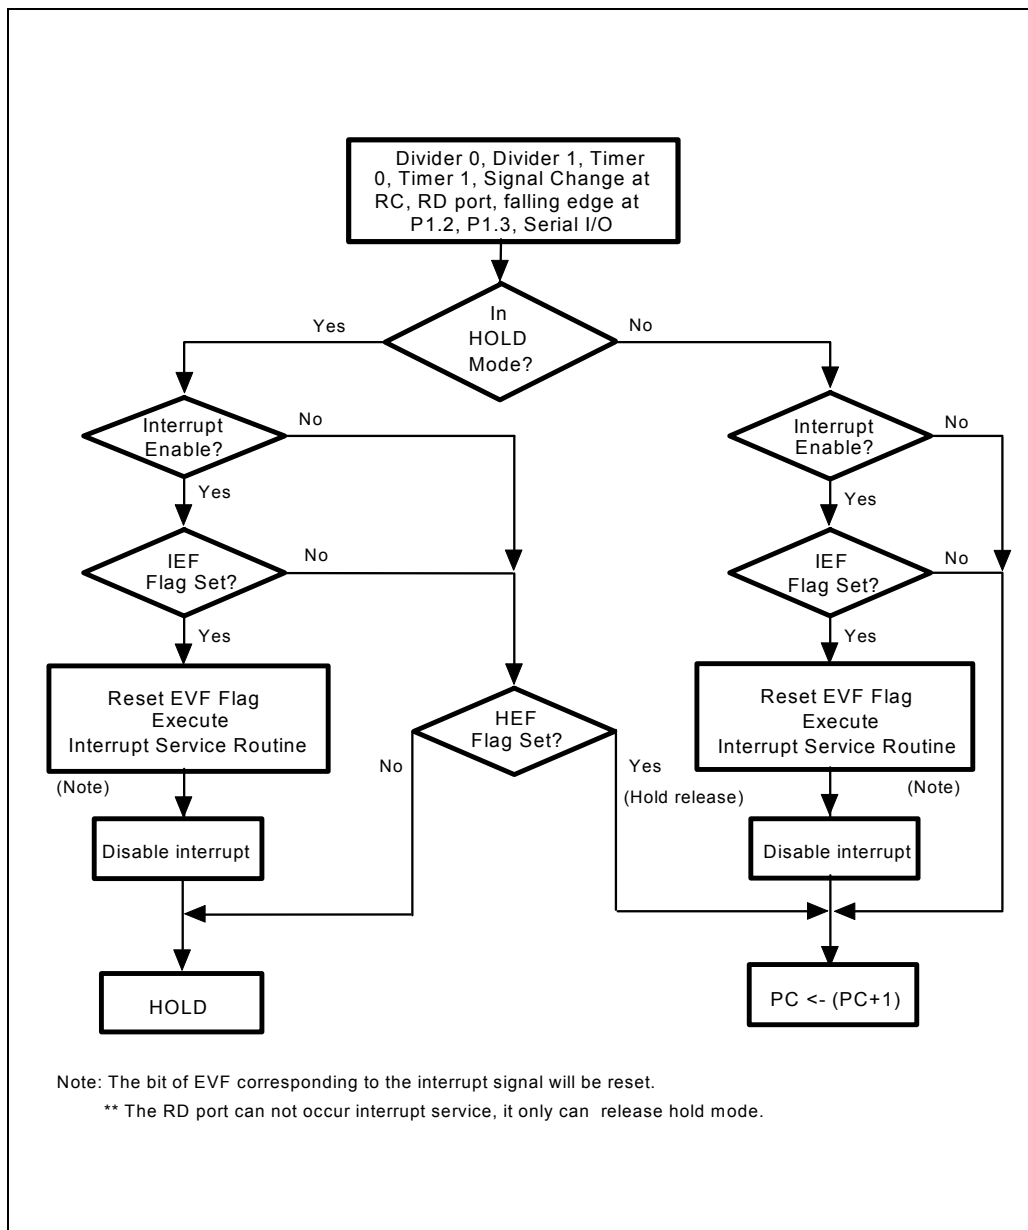 Divider 0, Divider 1, Timer
0, Timer 1, Signal Change at
RC, RD port, falling edge at
P1.2, P1.3, Serial I/O
In
HOLD
Mode?
Yes
No
Interrupt
Enable?
No
Yes
Interrupt
Enable?
No
Yes
IEF
Flag Set?
No
Yes
IEF
Flag Set?
No
Yes
Reset EVF Flag
Execute
Interrupt Service Routine
(Note)
HEF
Flag Set?
No
Yes
(Hold release)
Reset EVF Flag
Execute
Interrupt Service Routine
(Note)
Disable interrupt
Disable interrupt
HOLD
PC <- (PC+1)
Note: The bit of EVF corresponding to the interrupt signal will be reset.
** The RD port can not occur interrupt service, it only can release hold mode.